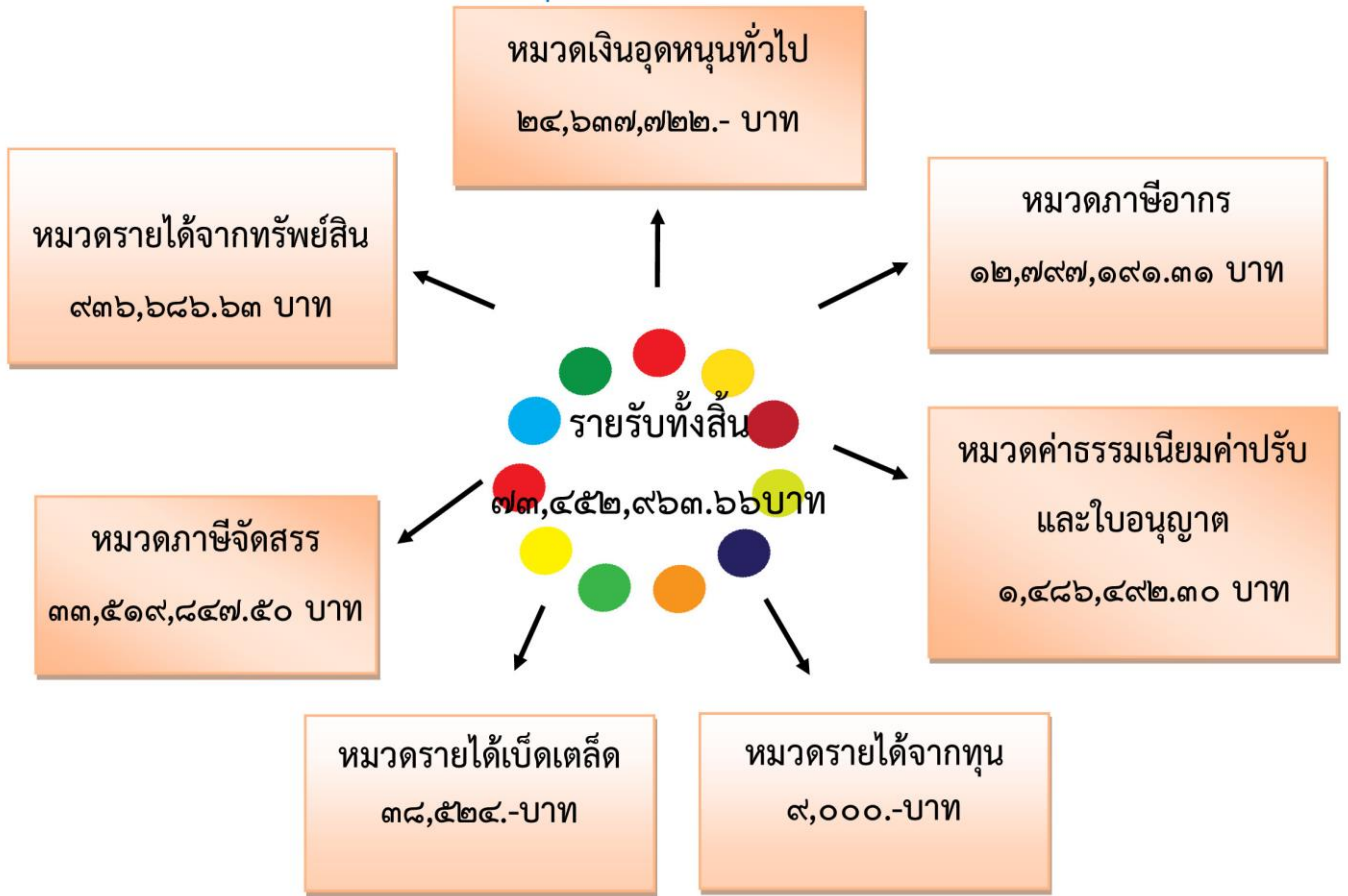 หมวดเงินอุดหนุนทั่วไป
๒๔,๖๓๗,๗๒๒.- บาท
หมวดรายได้จากทรัพย์สิน
๙๓๖,๖๘๖.๖๓ บาท
หมวดภาษีอากร
๑๒,๗๙๗,๑๙๑.๓๑ บาท
รายรับทั้งสิ้น
๗๓,๔๕๒,๙๖๓.๖๖บาท
หมวดค่าธรรมเนียมค่าปรับ
และใบอนุญาต
๑,๔๘๖,๔๙๒.๓๐ บาท
หมวดภาษีจัดสรร
๓๓,๕๑๙,๘๔๗.๕๐ บาท
หมวดรายได้เบ็ดเตล็ด
๓๘,๕๒๔.-บาท
หมวดรายได้จากทุน
๙,๐๐๐.-บาท